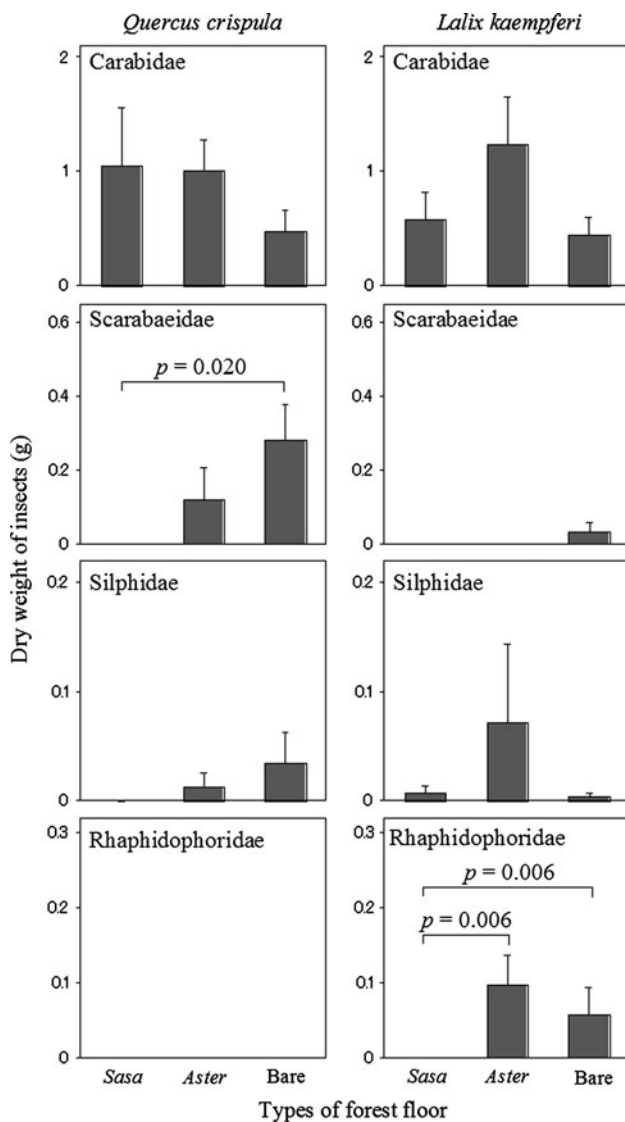 Quercus crispula Lalix kaempferi
2 Carabidae 2 Carabidae
1 1
0 0
0.6 Scarabaeidae 0.6 Scarabaeidae
p = 0.020
0.4 0.4
0.2 0.2
0 0
0.2 Silphidae 0.2 Silphidae
0.1 0.1
0 0
0.3 Rhaphidophoridae 0.3 Rhaphidophoridae
p = 0.006
0.2 0.2
p = 0.006
0.1 0.1
0 0
Dry weight of insects (g)
Sasa Aster Bare Sasa Aster Bare
Types of forest floor